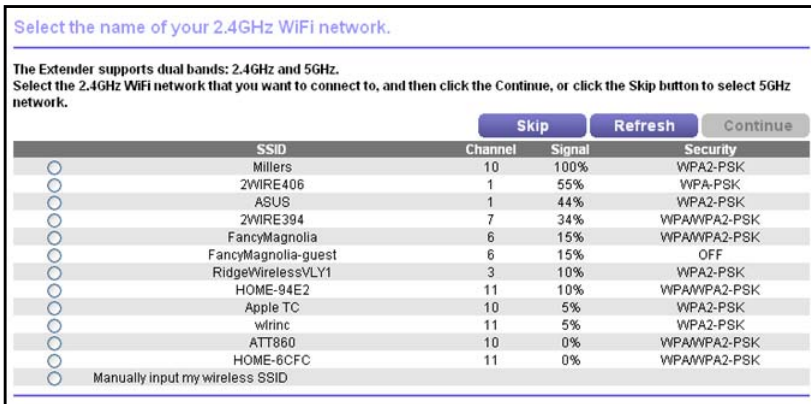 Select the name of your 2.4GHz WiFi network.
The Extender supports dual bands: 2.4GHz and 5GHz.
Select the 2.4GHz WiFi network that you want to connect to, and then click the Continue, or click the Skip button to select 5GHz
network.
Skip Refresh Continue
SSID Channel Signal Security
Millers 10 100% WPA2-PSK
2WIRE406 1 55% WPA-PSK
ASUS 1 44% WPA2-PSK
2WIRE394 7 34% WPA/WPA2-PSK
FancyMagnolia 6 15% WPA/WPA2-PSK
FancyMagnolia-guest 6 15% OFF
RidgeWirelessVLY1 3 10% WPA2-PSK
HOME-94E2 11 10% WPA/WPA2-PSK
Apple TC 10 5% WPA2-PSK
wlrinc 11 5% WPA2-PSK
ATT860 10 0% WPA/WPA2-PSK
HOME-6CFC 11 0% WPA/WPA2-PSK
Manually input my wireless SSID